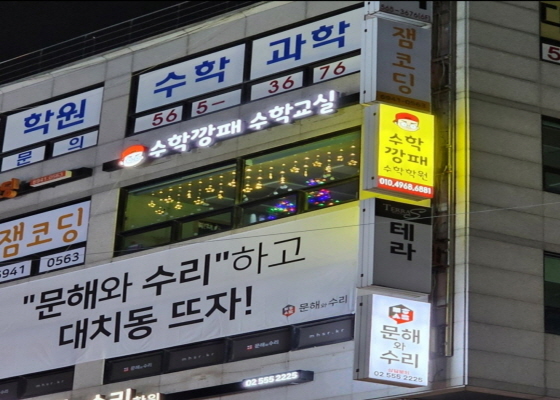 수학 과학
56 5- 36 76
학원
문의
수학깡패 수학교실
잼코딩
수학
깡패
수학학원
010.4968.6881
테라
잼코딩
6941 0563
"문해와 수리"하고
대치동 뜨자!
문해와수리
문해
와
수리
02 555 2225
02 555 2225